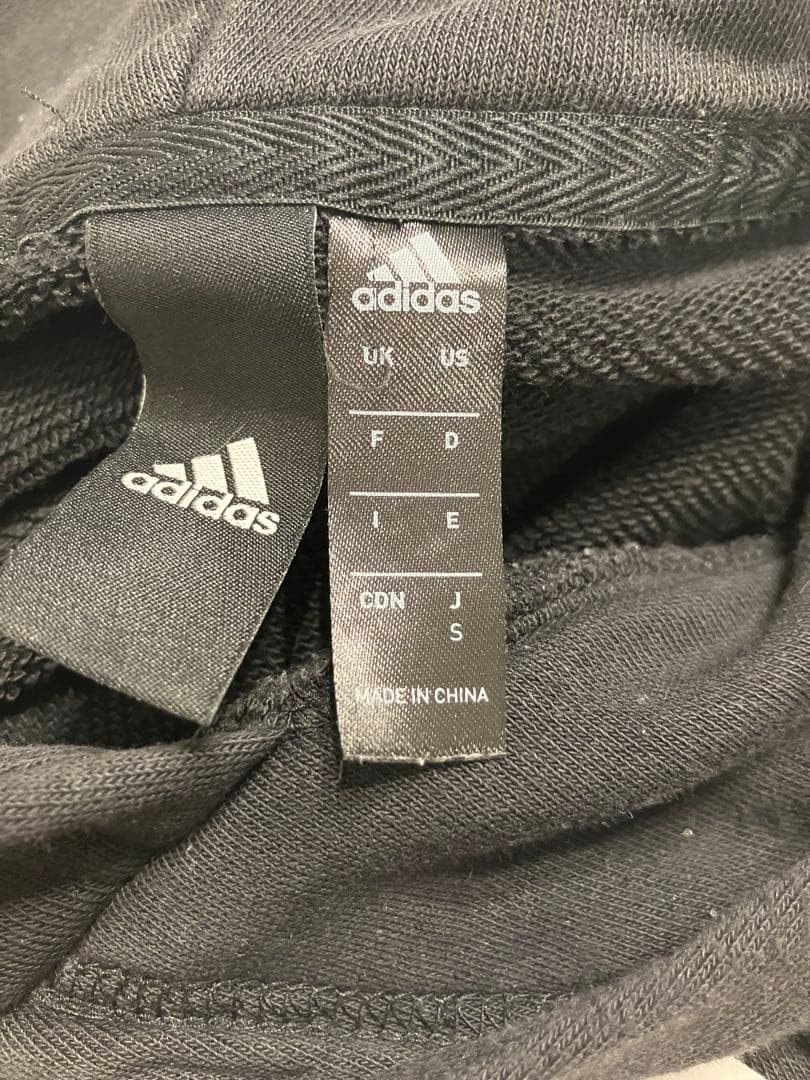 adidas
adidas
UK US
F D
I E
CDN J
S
MADE IN CHINA